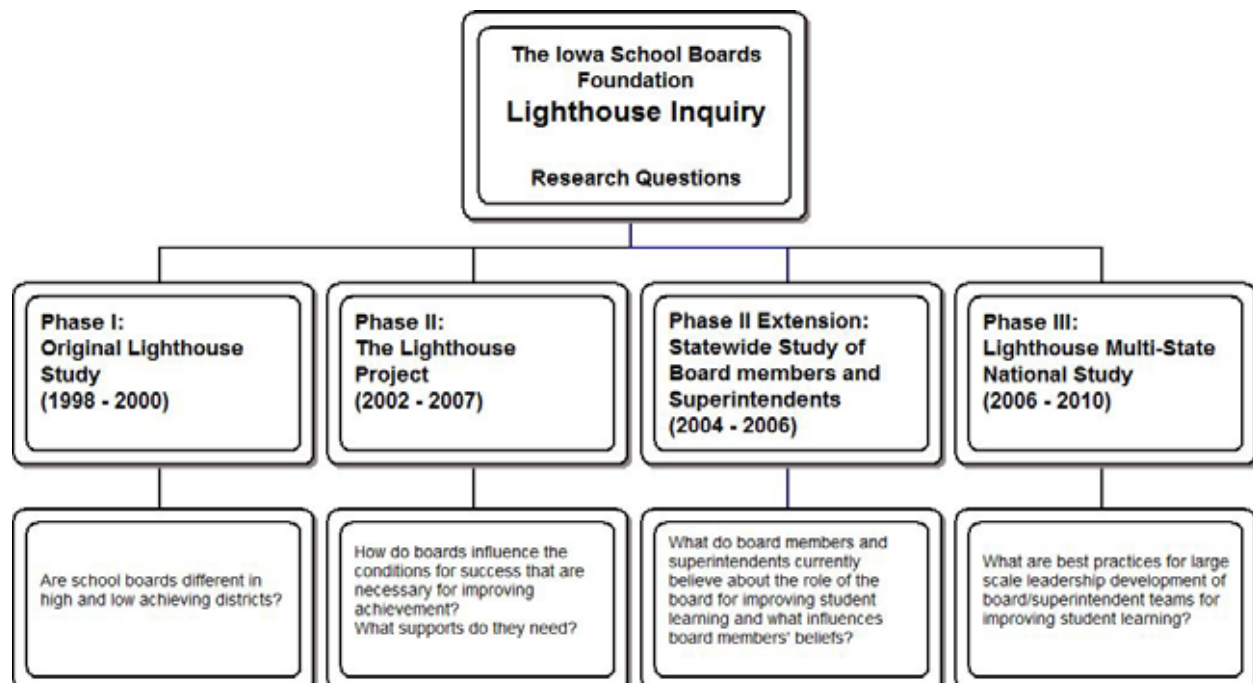 The Iowa School Boards
Foundation
Lighthouse Inquiry
Research Questions
Phase I:
Original Lighthouse
Study
(1998 - 2000)
Phase II:
The Lighthouse
Project
(2002 - 2007)
Phase II Extension:
Statewide Study of
Board members and
Superintendents
(2004 - 2006)
Phase III:
Lighthouse Multi-State
National Study
(2006 - 2010)
Are school boards different in
high and low achieving districts?
How do boards influence the
conditions for success that are
necessary for improving
achievement?
What supports do they need?
What do board members and
superintendents currently
believe about the role of the
board for improving student
learning and what influences
board members' beliefs?
What are best practices for large
scale leadership development of
board/superintendent teams for
improving student learning?